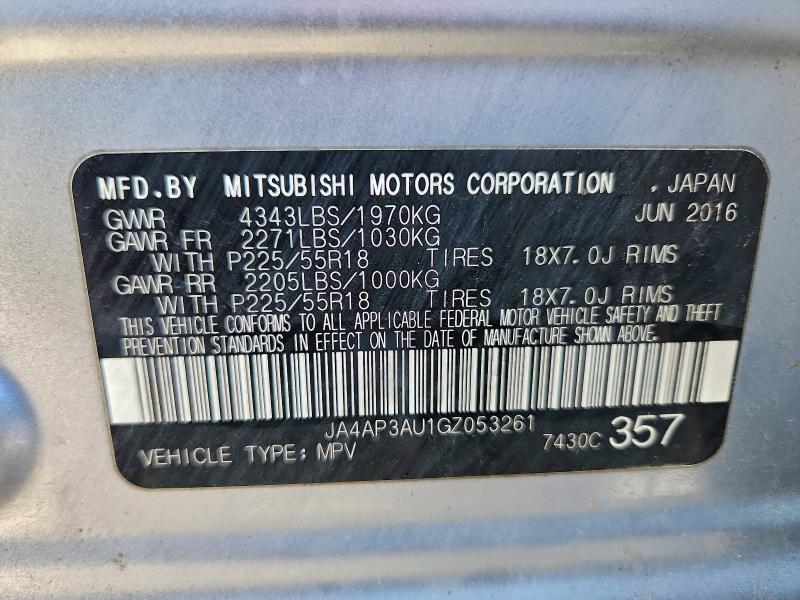 MFD.BY MITSUBISHI MOTORS CORPORATION . JAPAN
GWR 4343LBS/1970KG JUN 2016
GAWR FR 2271LBS/1030KG
WITH P225/55R18 TIRES 18X7.0J RIMS
GAWR RR 2205LBS/1000KG
WITH P225/55R18 TIRES 18X7.0J RIMS
THIS VEHICLE CONFORMS TO ALL APPLICABLE FEDERAL MOTOR VEHICLE SAFETY AND THEFT
PREVENTION STANDARDS IN EFFECT ON THE DATE OF MANUFACTURE SHOWN ABOVE.
JA4AP3AU1GZ053261
VEHICLE TYPE: MPV 7430C 357